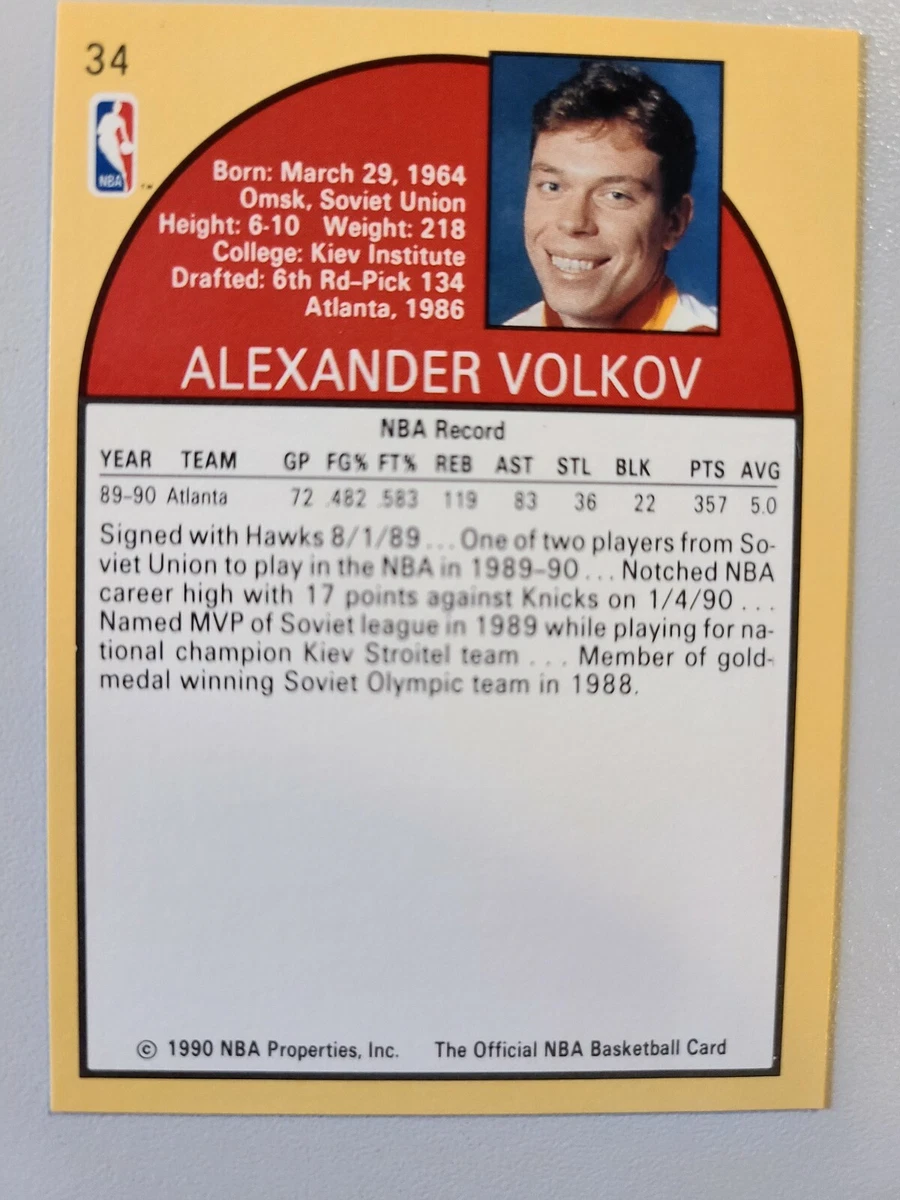 34
NBA
™
Born: March 29, 1964
Omsk, Soviet Union
Height: 6-10 Weight: 218
College: Kiev Institute
Drafted: 6th Rd–Pick 134
Atlanta, 1986
ALEXANDER VOLKOV
NBA Record
YEAR TEAM GP FG% FT% REB AST STL BLK PTS AVG
89-90 Atlanta 72 .482 .583 119 83 36 22 357 5.0
Signed with Hawks 8/1/89 ... One of two players from So-
viet Union to play in the NBA in 1989-90 ... Notched NBA
career high with 17 points against Knicks on 1/4/90 ...
Named MVP of Soviet league in 1989 while playing for na-
tional champion Kiev Stroitel team ... Member of gold-
medal winning Soviet Olympic team in 1988.
© 1990 NBA Properties, Inc. The Official NBA Basketball Card